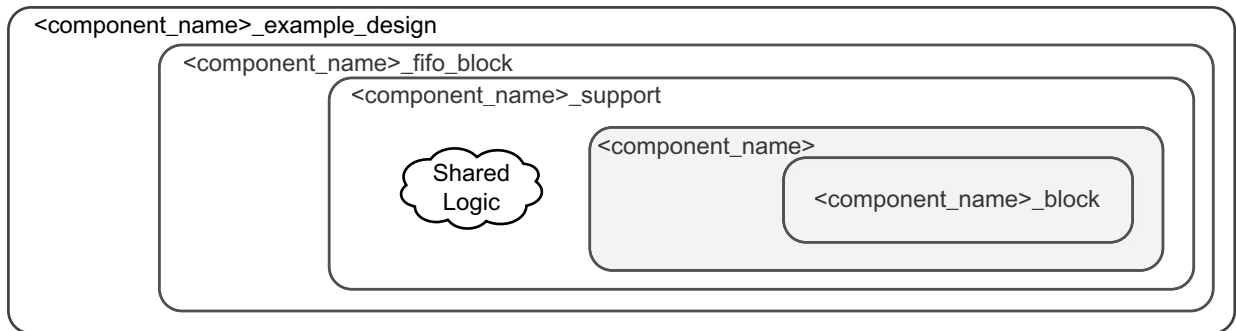 <component_name>_example_design
<component_name>_fifo_block
<component_name>_support
<component_name>
Shared
Logic
<component_name>_block